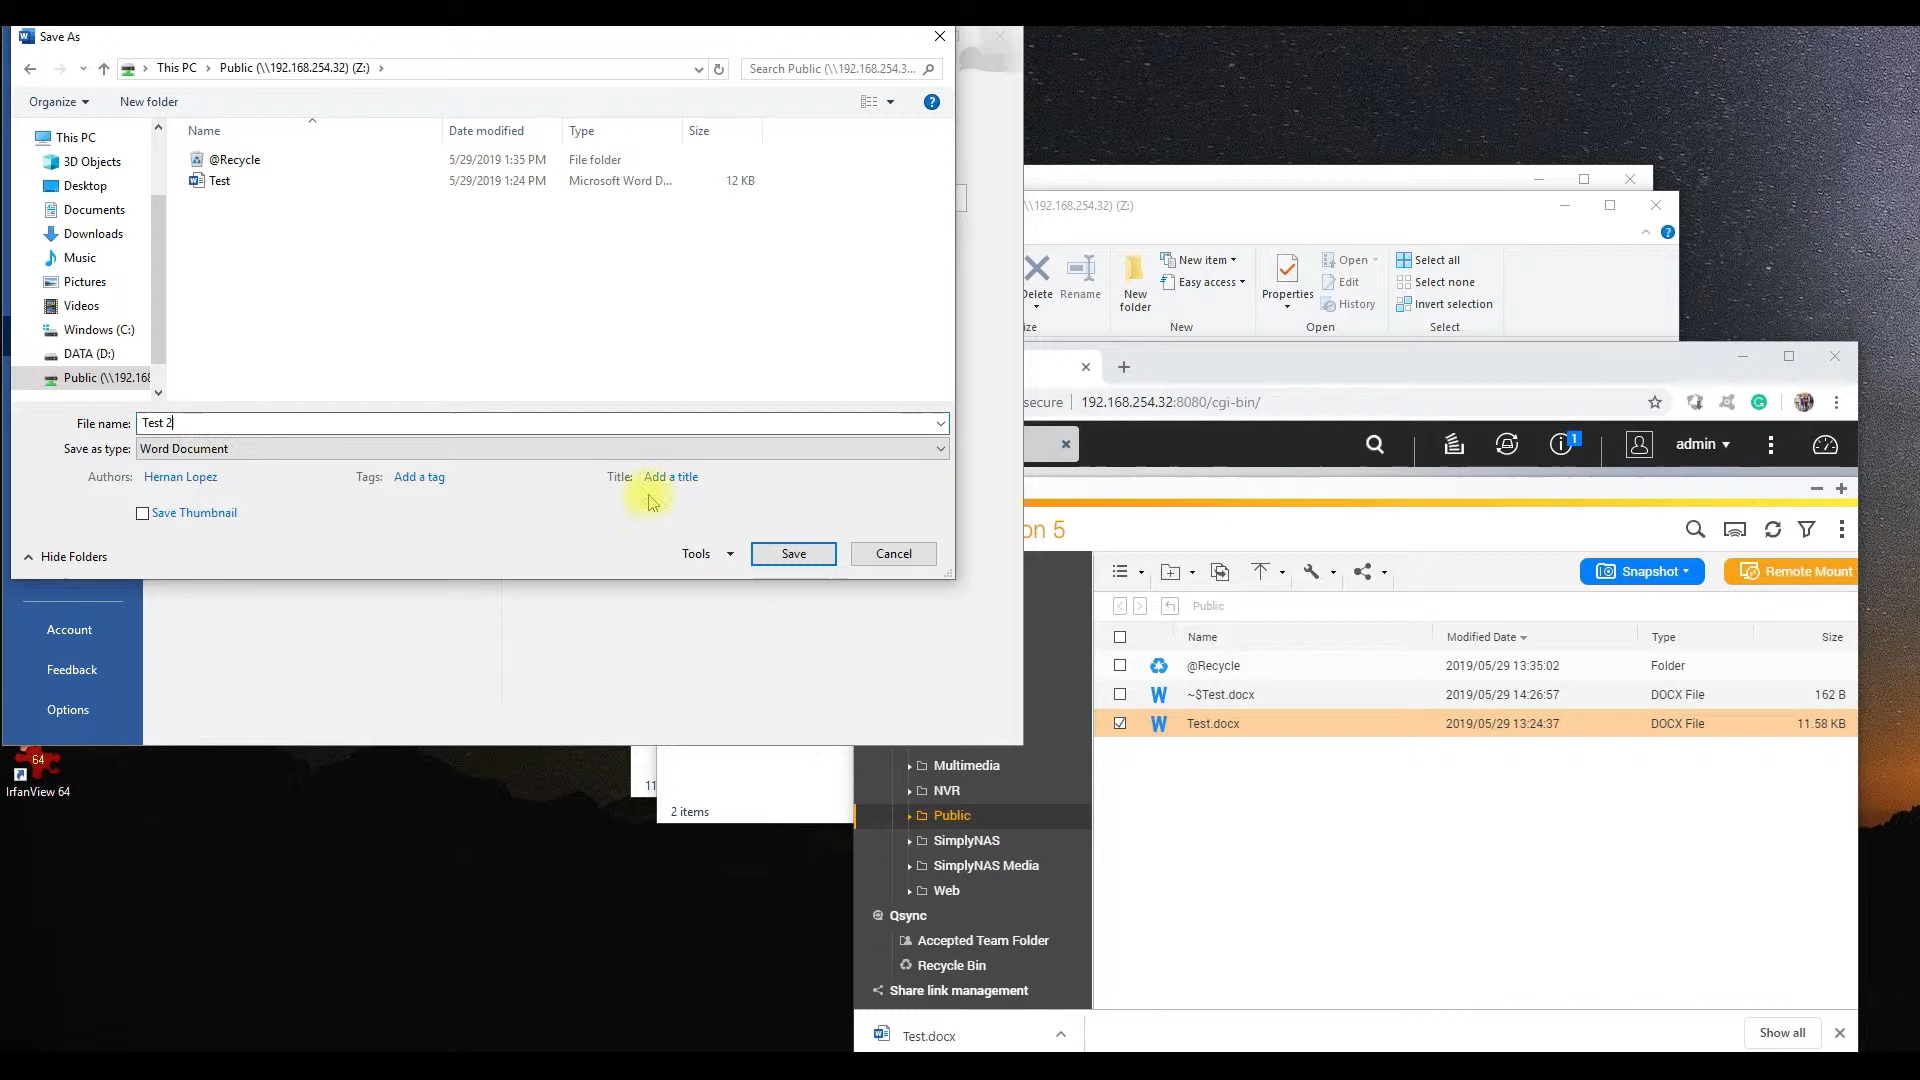 Save As
This PC > Public (\\192.168.254.32) (Z:) >
Search Public (\\192.168.254.3...
Organize
New folder
This PC
3D Objects
Desktop
Documents
Downloads
Music
Pictures
Videos
Windows (C:)
DATA (D:)
Public (\\192.168
Name Date modified Type Size
@Recycle 5/29/2019 1:35 PM File folder
Test 5/29/2019 1:24 PM Microsoft Word D... 12 KB
File name: Test 2
Save as type: Word Document
Authors: Hernan Lopez Tags: Add a tag Title: Add a title
Save Thumbnail
Hide Folders
Tools Save Cancel
Account
Feedback
Options
64
IrfanView 64
\\192.168.254.32) (Z:)
Delete
Rename
New folder
New item
Easy access
New
Properties
Open
Edit
History
Open
Select all
Select none
Invert selection
Select
ize
ecure 192.168.254.32:8080/cgi-bin/
1
admin
on 5
Snapshot
Remote Mount
Public
Name Modified Date Type Size
@Recycle 2019/05/29 13:35:02 Folder
~$Test.docx 2019/05/29 14:26:57 DOCX File 162 B
Test.docx 2019/05/29 13:24:37 DOCX File 11.58 KB
Multimedia
NVR
Public
SimplyNAS
SimplyNAS Media
Web
Qsync
Accepted Team Folder
Recycle Bin
Share link management
11
2 items
Test.docx
Show all